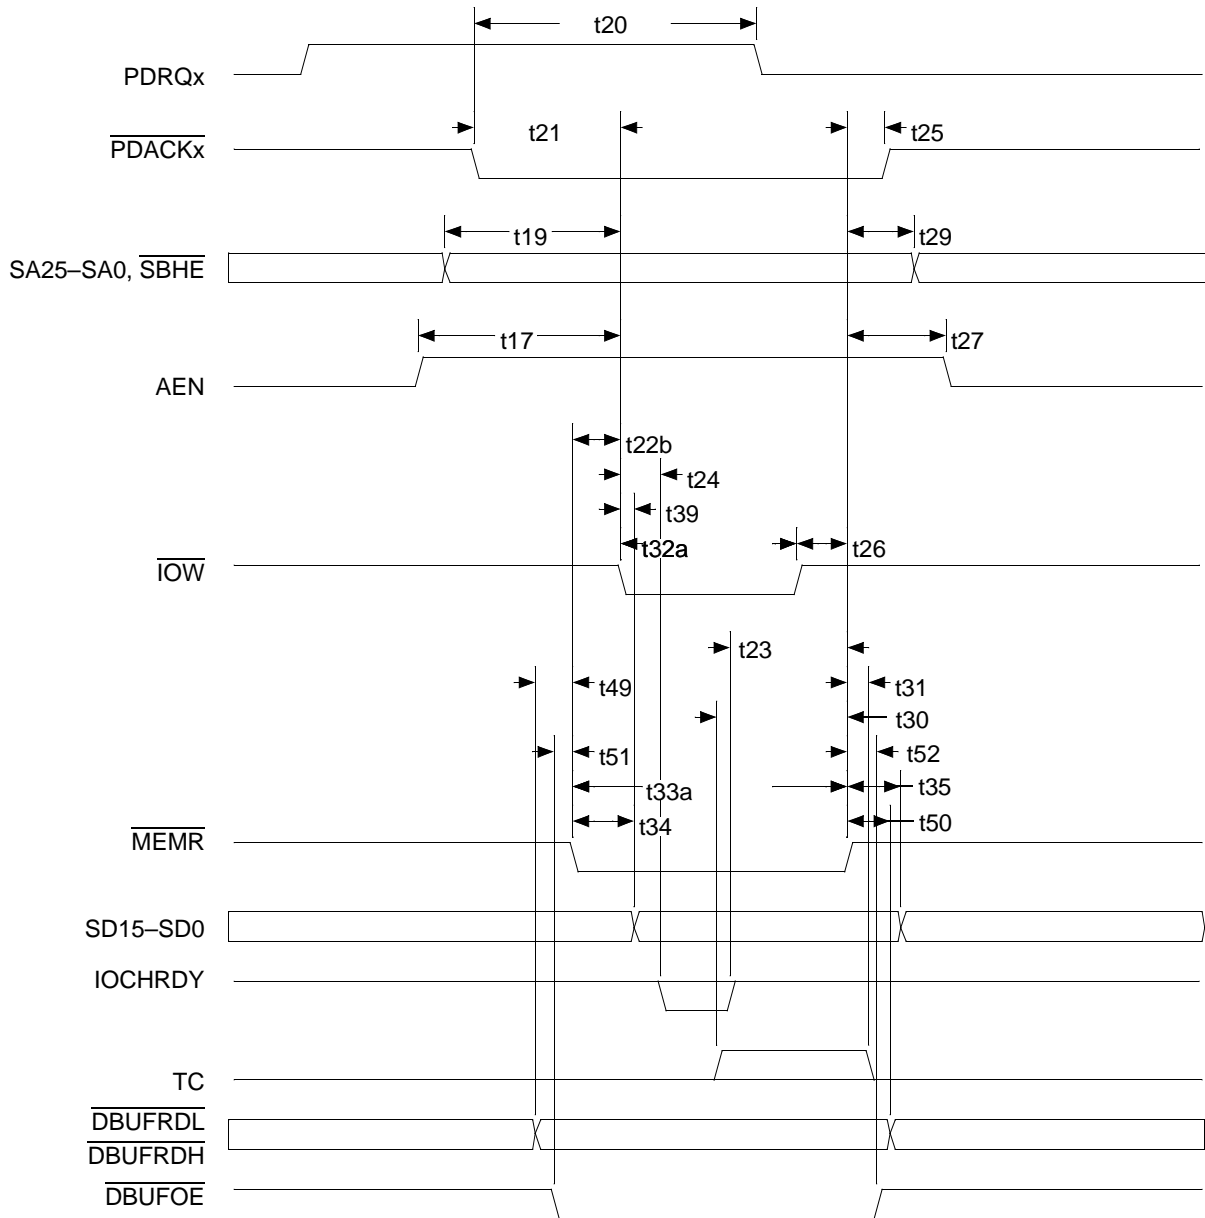 t20
PDRQx
t21
t25
PDACKx
t19
t29
SA25–SA0, SBHE
t17
t27
AEN
t22b
t24
t39
t32a
t26
IOW
t23
t49
t31
t30
t51
t52
t33a
t35
t34
t50
MEMR
SD15–SD0
IOCHRDY
TC
DBUFRDL
DBUFRDH
DBUFOE